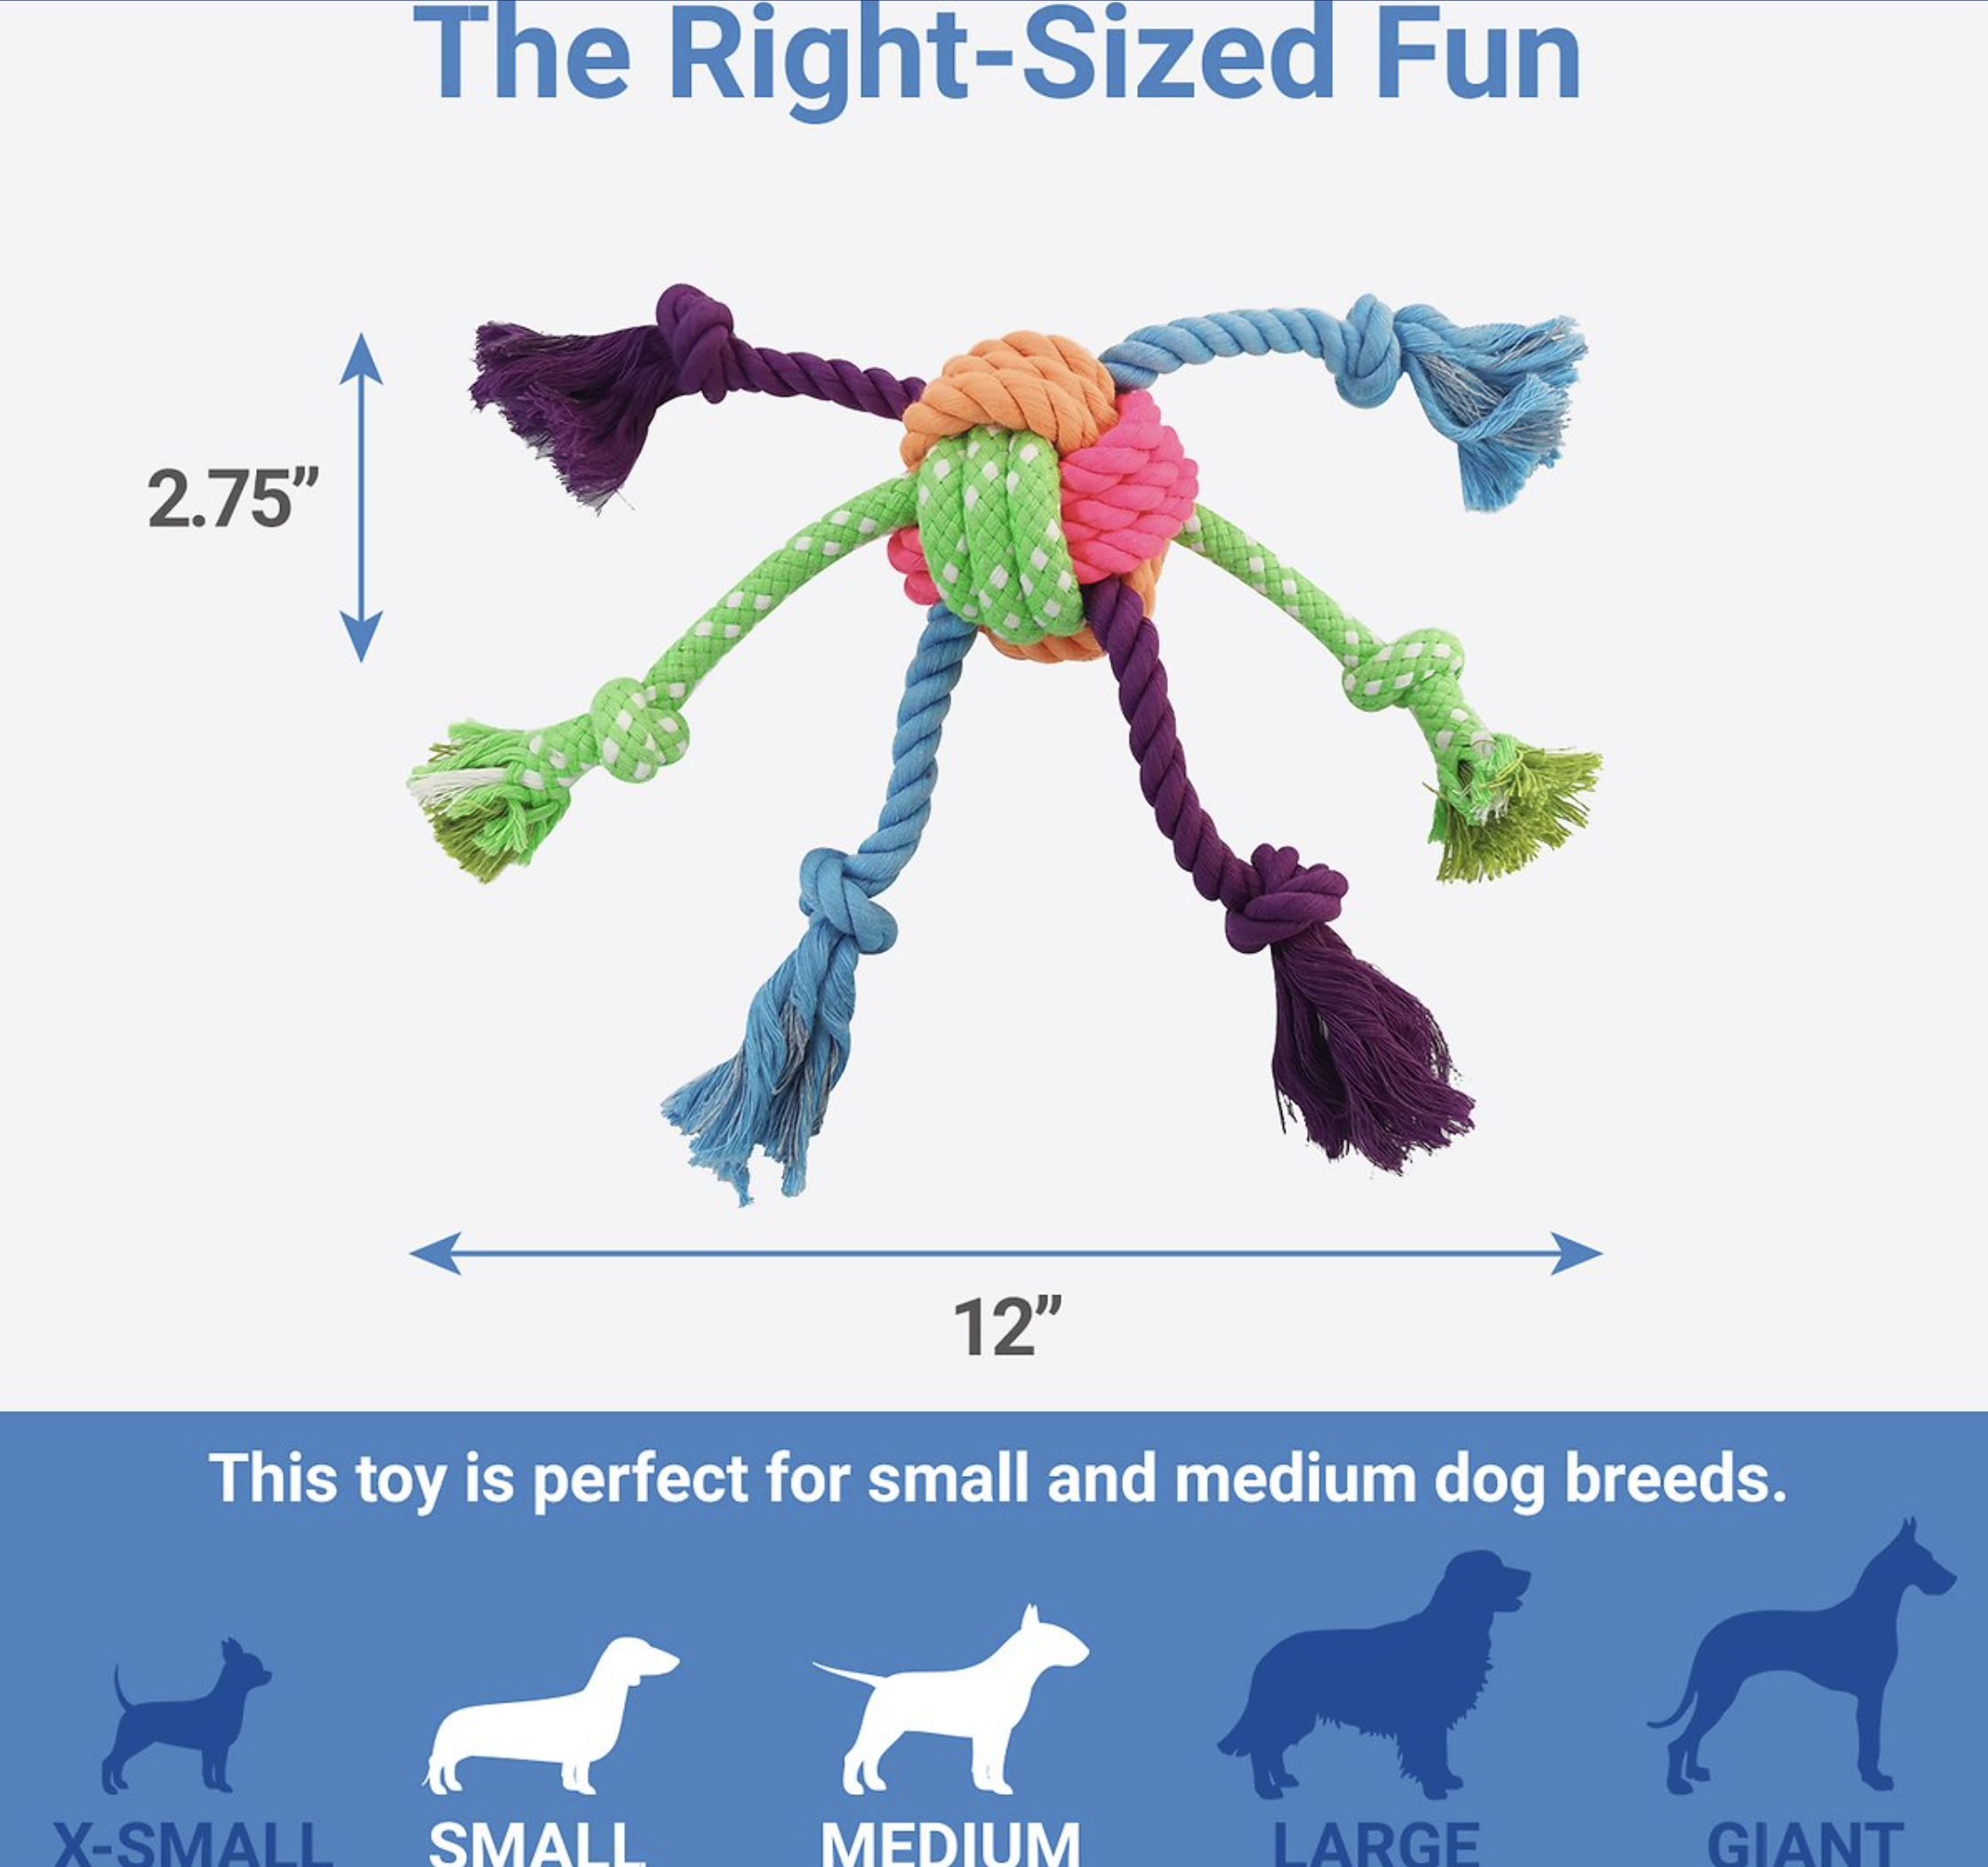 The Right-Sized Fun
2.75”
12”
This toy is perfect for small and medium dog breeds.
X-SMALL SMALL MEDIUM LARGE GIANT